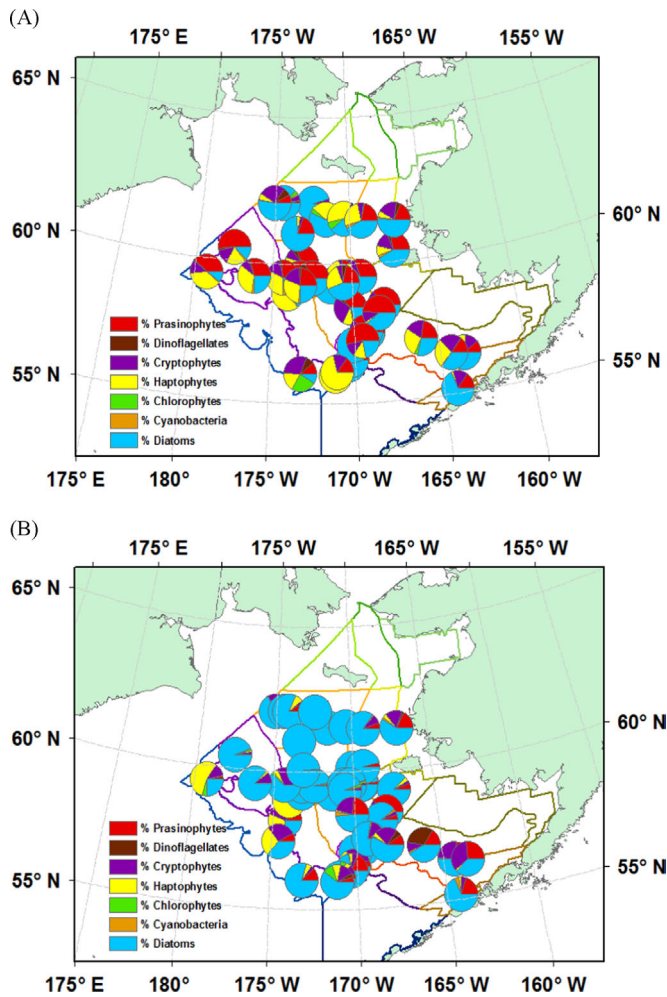 (A)
175° E 175° W 165° W 155° W
65° N
60° N 60° N
55° N 55° N
% Prasinophytes
% Dinoflagellates
% Cryptophytes
% Haptophytes
% Chlorophytes
% Cyanobacteria
% Diatoms
175° E 180° 175° W 170° W 165° W 160° W
(B)
175° E 175° W 165° W 155° W
65° N
60° N 60° N
55° N 55° N
% Prasinophytes
% Dinoflagellates
% Cryptophytes
% Haptophytes
% Chlorophytes
% Cyanobacteria
% Diatoms
175° E 180° 175° W 170° W 165° W 160° W